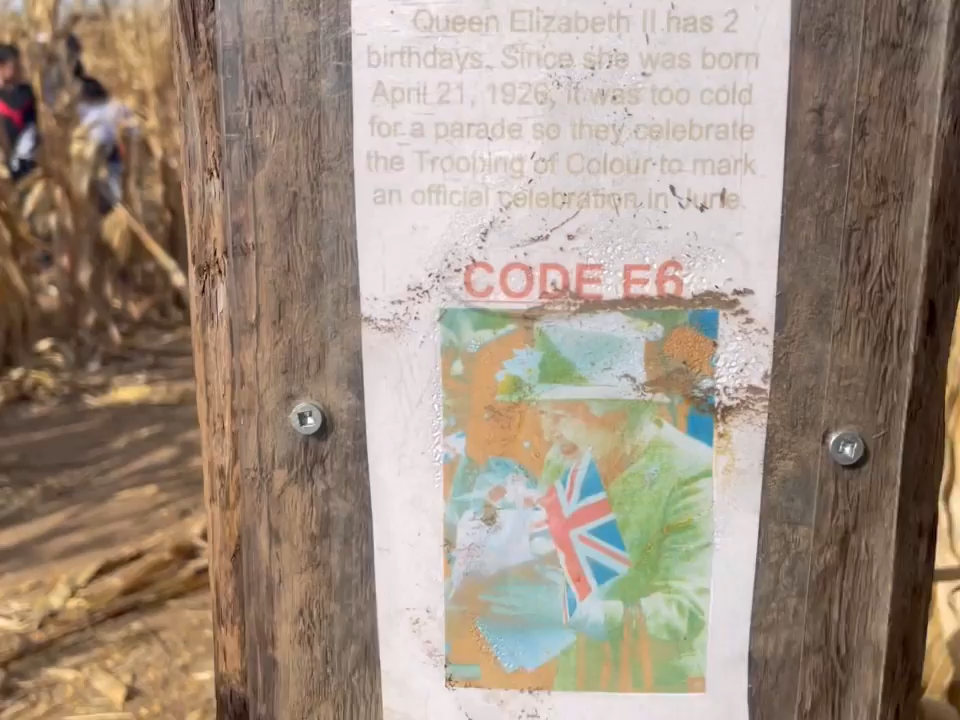 Queen Elizabeth II has 2
birthdays. Since she was born
April 21, 1926, it was too cold
for a parade so they celebrate
the Trooping of Colour to mark
an official celebration in June.
CODE E6